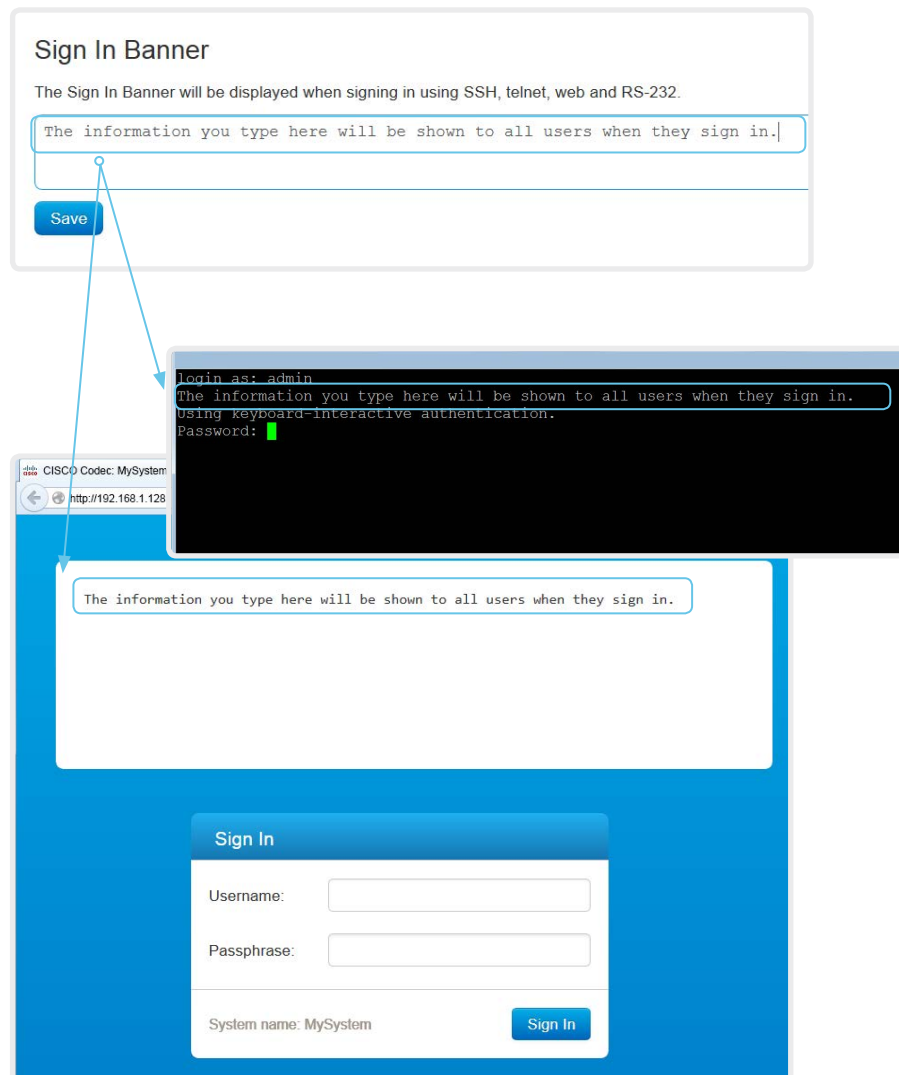 Sign In Banner
The Sign In Banner will be displayed when signing in using SSH, telnet, web and RS-232.
The information you type here will be shown to all users when they sign in.
Save
login as: admin
The information you type here will be shown to all users when they sign in.
Using keyboard-interactive authentication.
Password:
CISCO Codec: MySystem
http://192.168.1.128
The information you type here will be shown to all users when they sign in.
Sign In
Username:
Passphrase:
System name: MySystem
Sign In